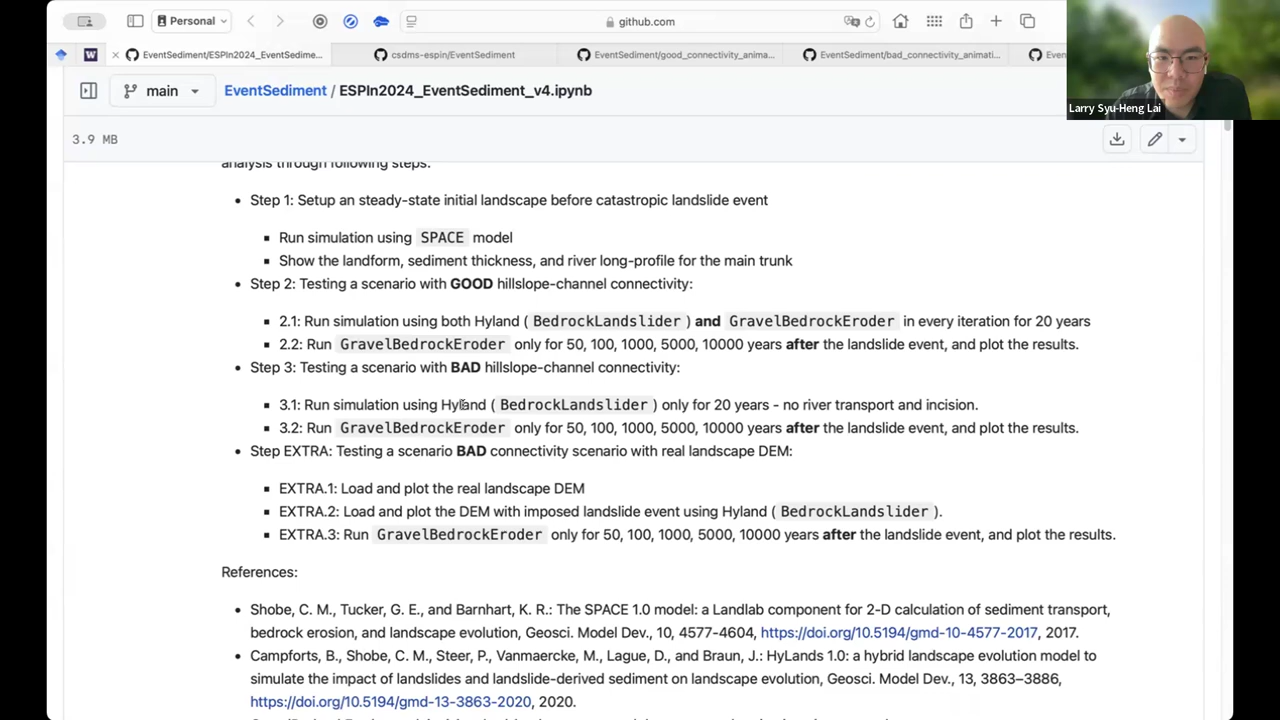 Personal
github.com
EventSediment/ESPIn2024_EventSedime...
csdms-espin/EventSediment
EventSediment/good_connectivity_anima...
EventSediment/bad_connectivity_animati...
Even
W
Larry Syu-Heng Lai
main
EventSediment / ESPIn2024_EventSediment_v4.ipynb
3.9 MB
analysis through following steps.
• Step 1: Setup an steady-state initial landscape before catastropic landslide event
▪ Run simulation using SPACE model
▪ Show the landform, sediment thickness, and river long-profile for the main trunk
• Step 2: Testing a scenario with GOOD hillslope-channel connectivity:
▪ 2.1: Run simulation using both Hyland ( BedrockLandslider ) and GravelBedrockEroder in every iteration for 20 years
▪ 2.2: Run GravelBedrockEroder only for 50, 100, 1000, 5000, 10000 years after the landslide event, and plot the results.
• Step 3: Testing a scenario with BAD hillslope-channel connectivity:
▪ 3.1: Run simulation using Hyland ( BedrockLandslider ) only for 20 years - no river transport and incision.
▪ 3.2: Run GravelBedrockEroder only for 50, 100, 1000, 5000, 10000 years after the landslide event, and plot the results.
• Step EXTRA: Testing a scenario BAD connectivity scenario with real landscape DEM:
▪ EXTRA.1: Load and plot the real landscape DEM
▪ EXTRA.2: Load and plot the DEM with imposed landslide event using Hyland ( BedrockLandslider ).
▪ EXTRA.3: Run GravelBedrockEroder only for 50, 100, 1000, 5000, 10000 years after the landslide event, and plot the results.
References:
• Shobe, C. M., Tucker, G. E., and Barnhart, K. R.: The SPACE 1.0 model: a Landlab component for 2-D calculation of sediment transport,
bedrock erosion, and landscape evolution, Geosci. Model Dev., 10, 4577-4604, https://doi.org/10.5194/gmd-10-4577-2017, 2017.
• Campforts, B., Shobe, C. M., Steer, P., Vanmaercke, M., Lague, D., and Braun, J.: HyLands 1.0: a hybrid landscape evolution model to
simulate the impact of landslides and landslide-derived sediment on landscape evolution, Geosci. Model Dev., 13, 3863–3886,
https://doi.org/10.5194/gmd-13-3863-2020, 2020.